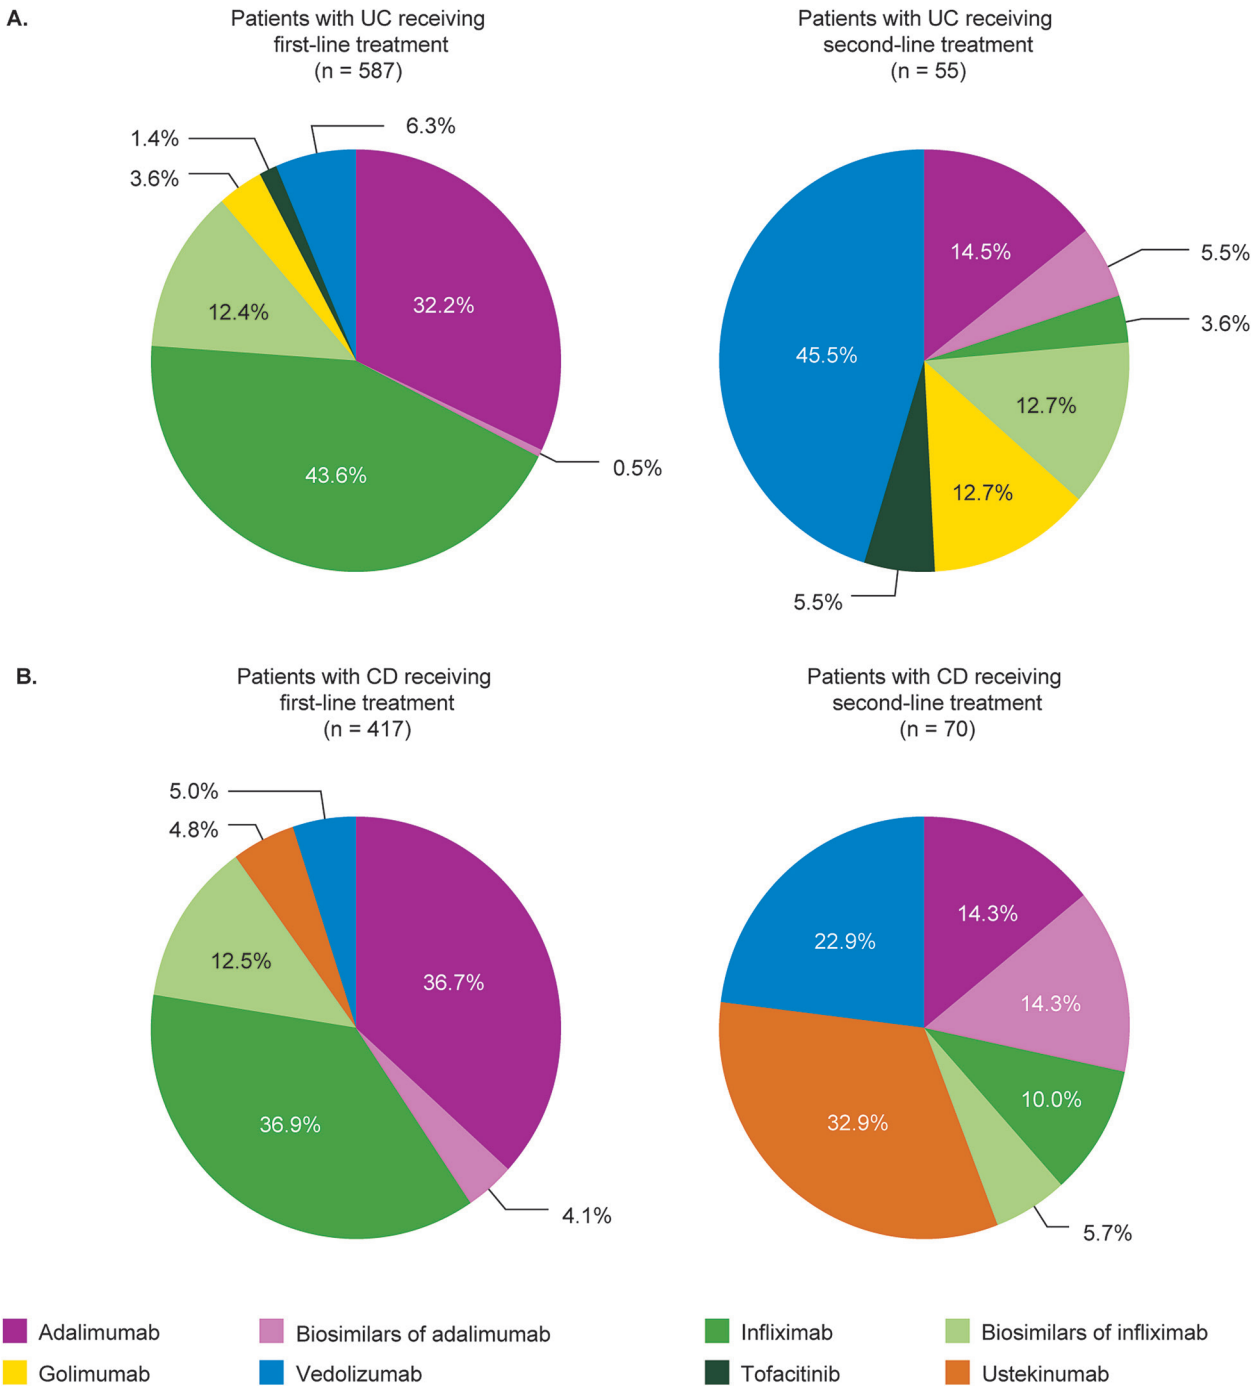 A.
Patients with UC receiving
first-line treatment
(n = 587)
6.3%
1.4%
3.6%
12.4%
32.2%
43.6%
0.5%
Patients with UC receiving
second-line treatment
(n = 55)
14.5%
5.5%
3.6%
45.5%
12.7%
12.7%
5.5%
B.
Patients with CD receiving
first-line treatment
(n = 417)
5.0%
4.8%
12.5%
36.7%
36.9%
4.1%
Patients with CD receiving
second-line treatment
(n = 70)
14.3%
22.9%
14.3%
10.0%
32.9%
5.7%
Adalimumab
Biosimilars of adalimumab
Infliximab
Biosimilars of infliximab
Golimumab
Vedolizumab
Tofacitinib
Ustekinumab